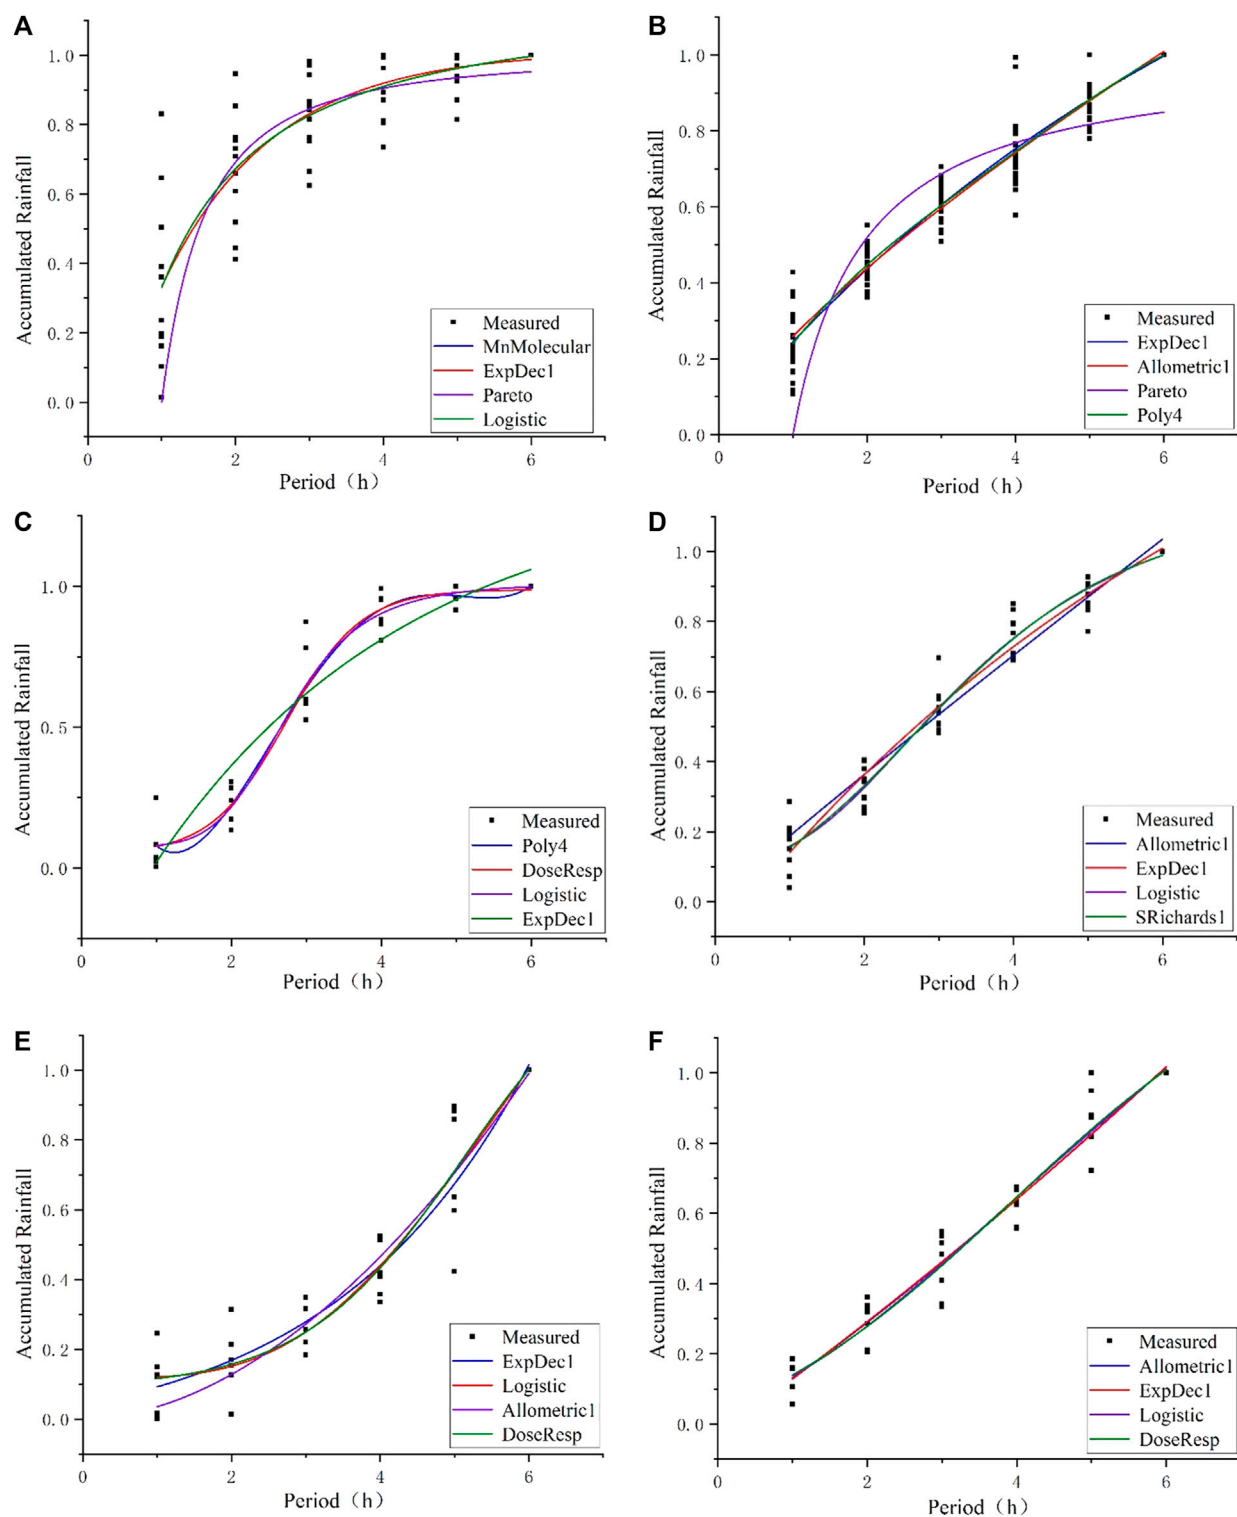 A
Accumulated Rainfall
1.0
0.8
0.6
0.4
0.2
0.0
Measured
MnMolecular
ExpDec1
Pareto
Logistic
0 2 4 6
Period（h）
B
Accumulated Rainfall
1.0
0.8
0.6
0.4
0.2
0.0
Measured
ExpDec1
Allometric1
Pareto
Poly4
0 2 4 6
Period（h）
C
Accumulated Rainfall
1.0
0.5
0.0
Measured
Poly4
DoseResp
Logistic
ExpDec1
0 2 4 6
Period（h）
D
Accumulated Rainfall
1.0
0.8
0.6
0.4
0.2
0.0
Measured
Allometric1
ExpDec1
Logistic
SRichards1
0 2 4 6
Period（h）
E
Accumulated Rainfall
1.0
0.8
0.6
0.4
0.2
0.0
Measured
ExpDec1
Logistic
Allometric1
DoseResp
0 2 4 6
Period（h）
F
Accumulated Rainfall
1.0
0.8
0.6
0.4
0.2
0.0
Measured
Allometric1
ExpDec1
Logistic
DoseResp
0 2 4 6
Period（h）